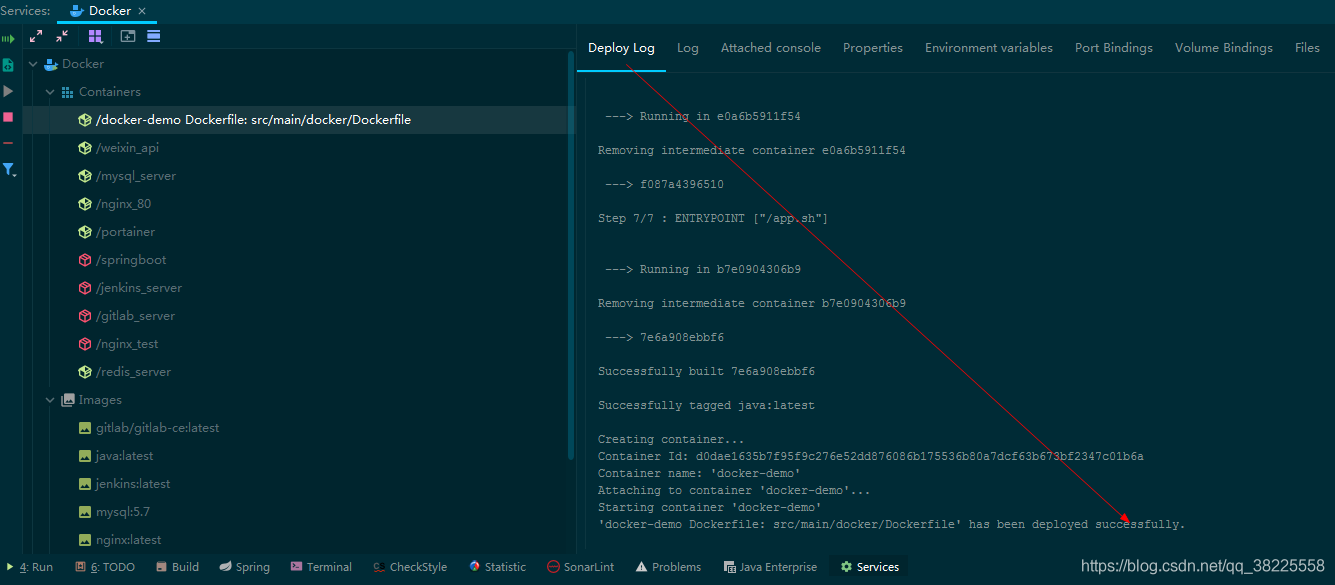 Services: Docker ×
Deploy Log Log Attached console Properties Environment variables Port Bindings Volume Bindings Files
Docker
Containers
/docker-demo Dockerfile: src/main/docker/Dockerfile
/weixin_api
/mysql_server
/nginx_80
/portainer
/springboot
/jenkins_server
/gitlab_server
/nginx_test
/redis_server
Images
gitlab/gitlab-ce:latest
java:latest
jenkins:latest
mysql:5.7
nginx:latest
---> Running in e0a6b5911f54
Removing intermediate container e0a6b5911f54
---> f087a4396510
Step 7/7 : ENTRYPOINT ["/app.sh"]
---> Running in b7e0904306b9
Removing intermediate container b7e0904306b9
---> 7e6a908ebbf6
Successfully built 7e6a908ebbf6
Successfully tagged java:latest
Creating container...
Container Id: d0dae1635b7f95f9c276e52dd876086b175536b80a7dcf63b673bf2347c01b6a
Container name: 'docker-demo'
Attaching to container 'docker-demo'...
Starting container 'docker-demo'
'docker-demo Dockerfile: src/main/docker/Dockerfile' has been deployed successfully.
4: Run 6: TODO Build Spring Terminal CheckStyle Statistic SonarLint Problems Java Enterprise Services
https://blog.csdn.net/qq_38225558